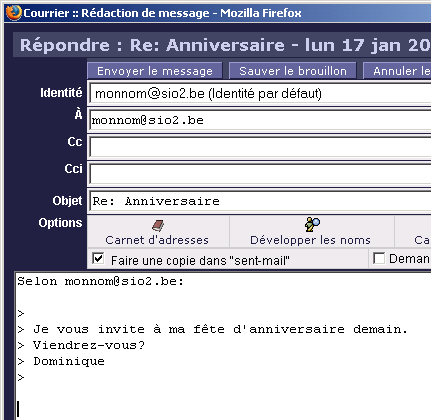 Courrier :: Rédaction de message - Mozilla Firefox
Répondre : Re: Anniversaire - lun 17 jan 20
Envoyer le message Sauver le brouillon Annuler le
Identité monnom@sio2.be (Identité par défaut)
À monnom@sio2.be
Cc
Cci
Objet Re: Anniversaire
Options
Carnet d'adresses Développer les noms Ca
Faire une copie dans "sent-mail" Deman
Selon monnom@sio2.be:
>
> Je vous invite à ma fête d'anniversaire demain.
> Viendrez-vous?
> Dominique
>